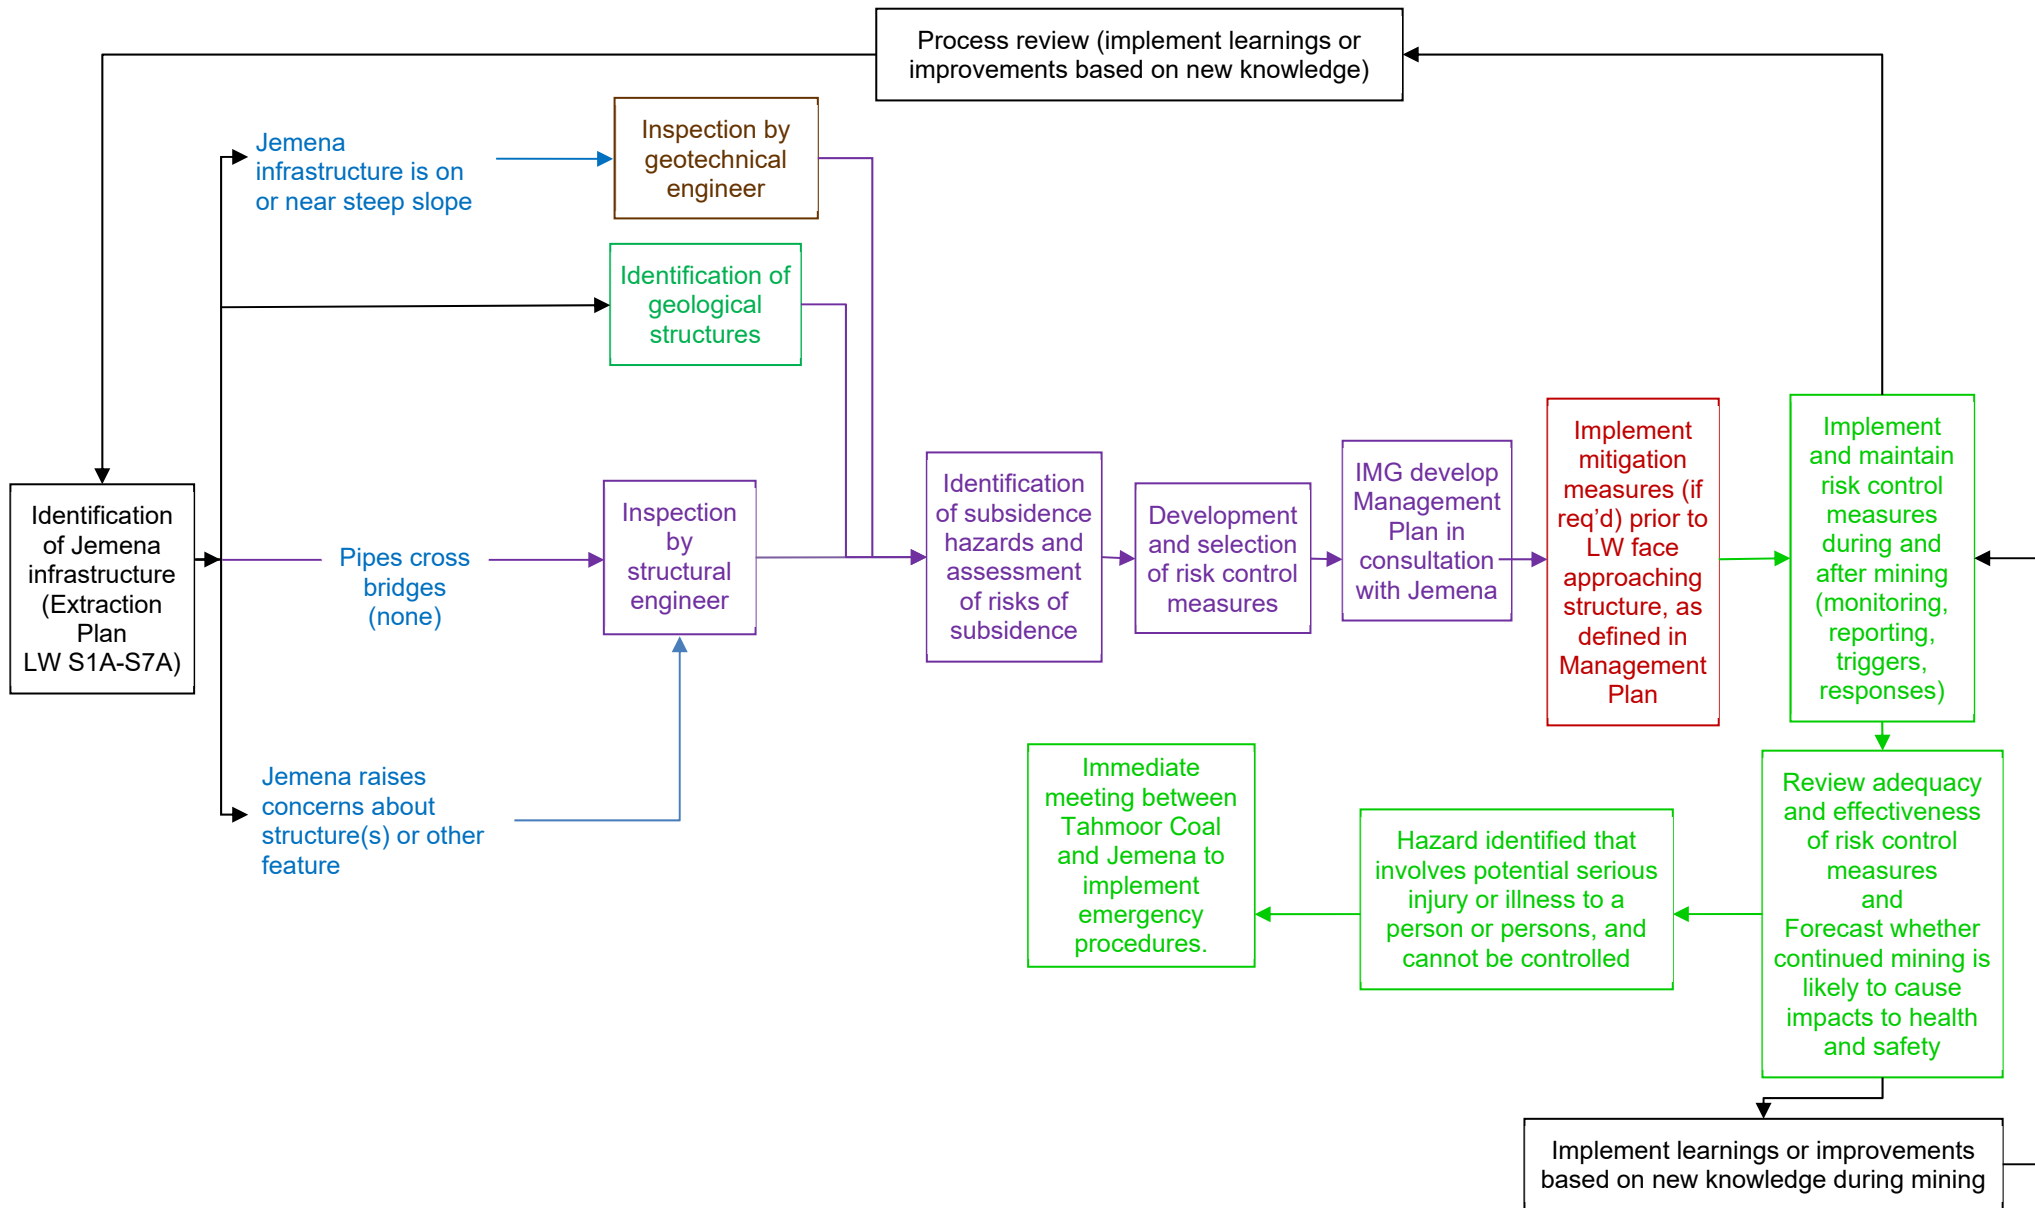 Process review (implement learnings or
improvements based on new knowledge)
Jemena
infrastructure is on
or near steep slope
Inspection by
geotechnical
engineer
Identification of
geological
structures
Identification
of Jemena
infrastructure
(Extraction
Plan
LW S1A-S7A)
Pipes cross
bridges
(none)
Inspection
by
structural
engineer
Identification
of subsidence
hazards and
assessment
of risks of
subsidence
Development
and selection
of risk control
measures
IMG develop
Management
Plan in
consultation
with Jemena
Implement
mitigation
measures (if
req’d) prior to
LW face
approaching
structure, as
defined in
Management
Plan
Implement
and maintain
risk control
measures
during and
after mining
(monitoring,
reporting,
triggers,
responses)
Jemena raises
concerns about
structure(s) or other
feature
Immediate
meeting between
Tahmoor Coal
and Jemena to
implement
emergency
procedures.
Hazard identified that
involves potential serious
injury or illness to a
person or persons, and
cannot be controlled
Review adequacy
and effectiveness
of risk control
measures
and
Forecast whether
continued mining is
likely to cause
impacts to health
and safety
Implement learnings or improvements
based on new knowledge during mining